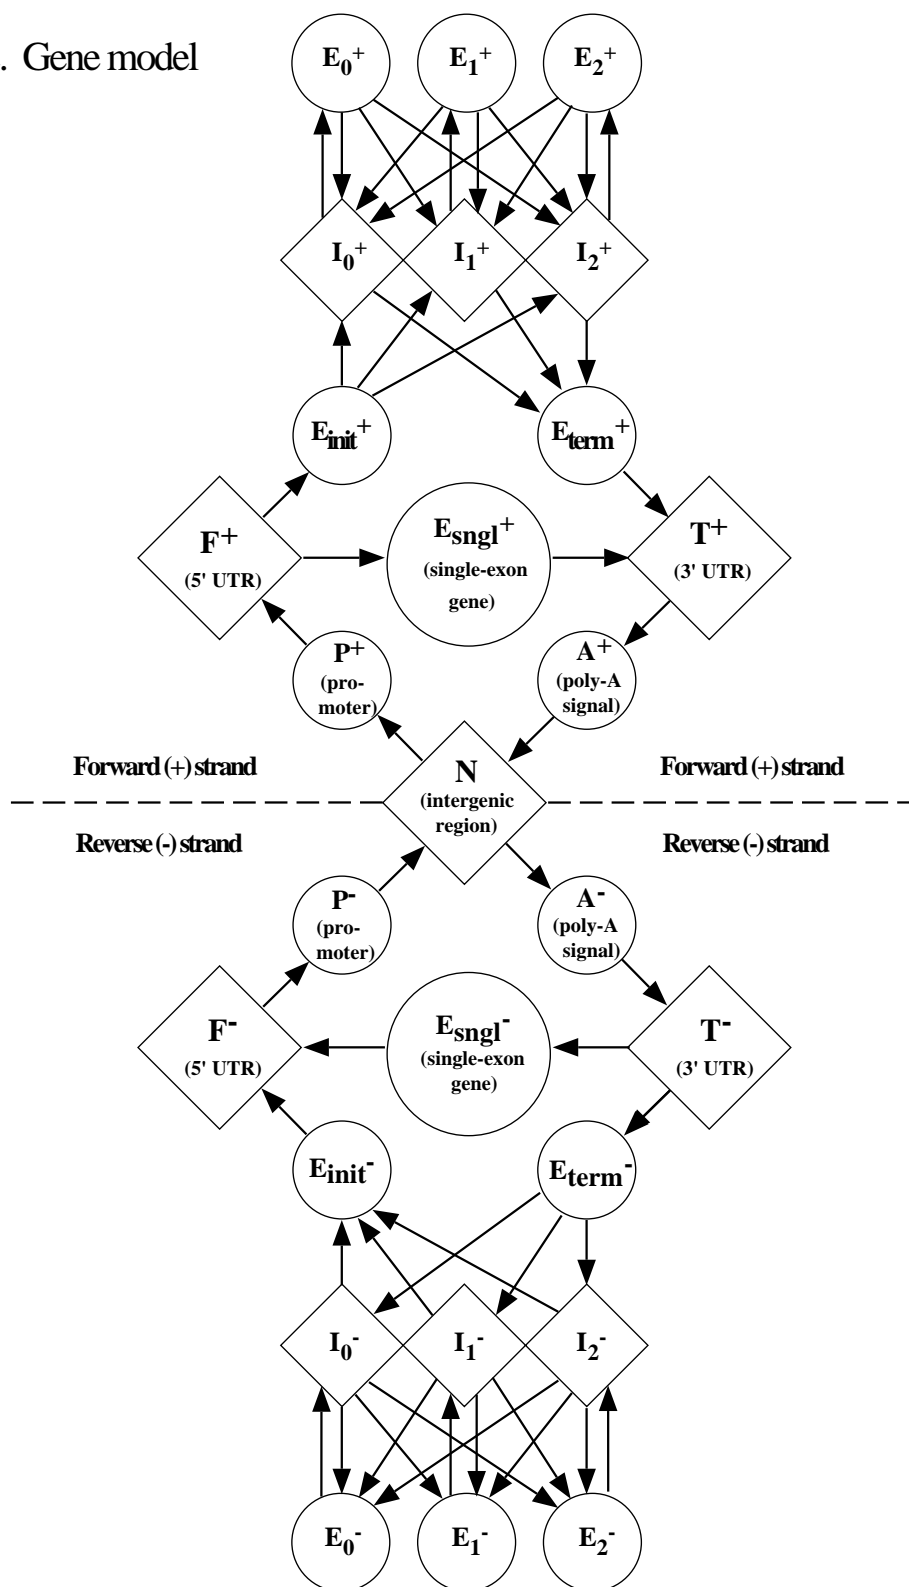 . Gene model
E0+ E1+ E2+
I0+ I1+ I2+
Einit+ Eterm+
F+
(5' UTR)
Esngl+
(single-exon
gene)
T+
(3' UTR)
P+
(pro-
moter)
A+
(poly-A
signal)
Forward (+) strand
N
(intergenic
region)
Forward (+) strand
Reverse (-) strand
Reverse (-) strand
P-
(pro-
moter)
A-
(poly-A
signal)
F-
(5' UTR)
Esngl-
(single-exon
gene)
T-
(3' UTR)
Einit- Eterm-
I0- I1- I2-
E0- E1- E2-